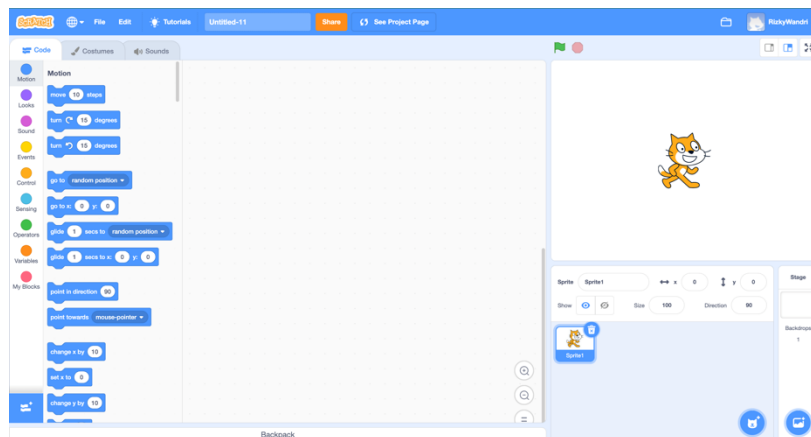 SCRATCH File Edit Tutorials Untitled-11 Share See Project Page RizkyWandri
Code Costumes Sounds
Motion
Looks
Sound
Events
Control
Sensing
Operators
Variables
My Blocks
Motion
move 10 steps
turn 15 degrees
turn 15 degrees
go to random position
go to x: 0 y: 0
glide 1 secs to random position
glide 1 secs to x: 0 y: 0
point in direction 90
point towards mouse-pointer
change x by 10
set x to 0
change y by 10
Backpack
Sprite Sprite1 x 0 y 0
Show Size 100 Direction 90
Sprite1
Stage
Backdrops
1